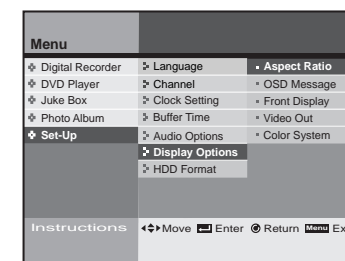 Menu
Digital Recorder
DVD Player
Juke Box
Photo Album
Set-Up
Language
Channel
Clock Setting
Buffer Time
Audio Options
Display Options
HDD Format
Aspect Ratio
OSD Message
Front Display
Video Out
Color System
Instructions Move Enter Return Menu Ex